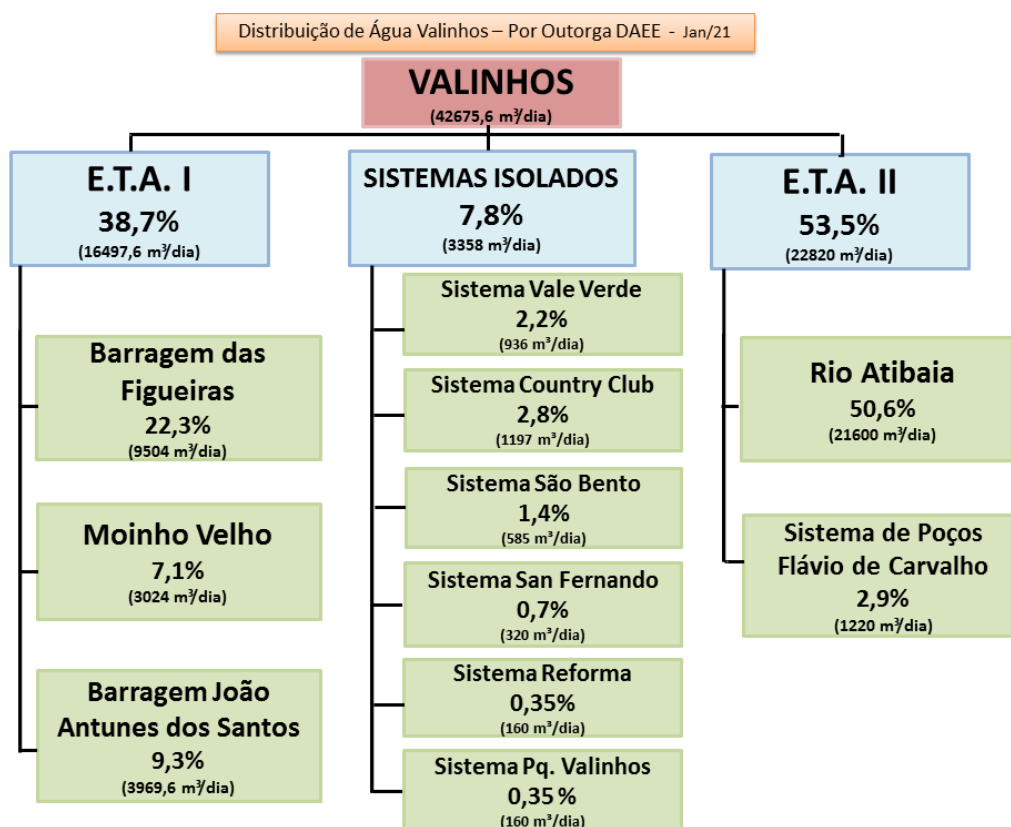 Distribuição de Água Valinhos – Por Outorga DAEE - Jan/21
VALINHOS
(42675,6 m³/dia)
E.T.A. I
38,7%
(16497,6 m³/dia)
Barragem das
Figueiras
22,3%
(9504 m³/dia)
Moinho Velho
7,1%
(3024 m³/dia)
Barragem João
Antunes dos Santos
9,3%
(3969,6 m³/dia)
SISTEMAS ISOLADOS
7,8%
(3358 m³/dia)
Sistema Vale Verde
2,2%
(936 m³/dia)
Sistema Country Club
2,8%
(1197 m³/dia)
Sistema São Bento
1,4%
(585 m³/dia)
Sistema San Fernando
0,7%
(320 m³/dia)
Sistema Reforma
0,35%
(160 m³/dia)
Sistema Pq. Valinhos
0,35 %
(160 m³/dia)
E.T.A. II
53,5%
(22820 m³/dia)
Rio Atibaia
50,6%
(21600 m³/dia)
Sistema de Poços
Flávio de Carvalho
2,9%
(1220 m³/dia)